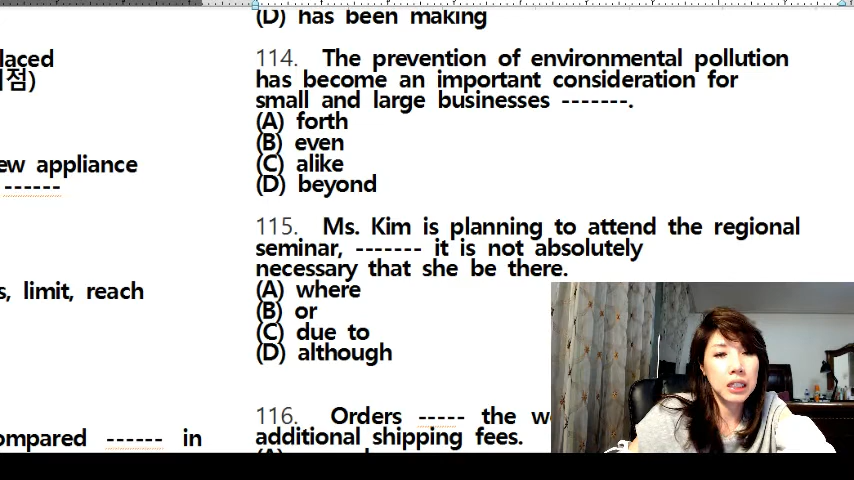 (D) has been making
laced
점)
114. The prevention of environmental pollution
has become an important consideration for
small and large businesses -------.
(A) forth
(B) even
(C) alike
(D) beyond
ew appliance
------
115. Ms. Kim is planning to attend the regional
seminar, ------- it is not absolutely
necessary that she be there.
(A) where
(B) or
(C) due to
(D) although
s, limit, reach
116. Orders ----- the w
additional shipping fees.
ompared ------ in